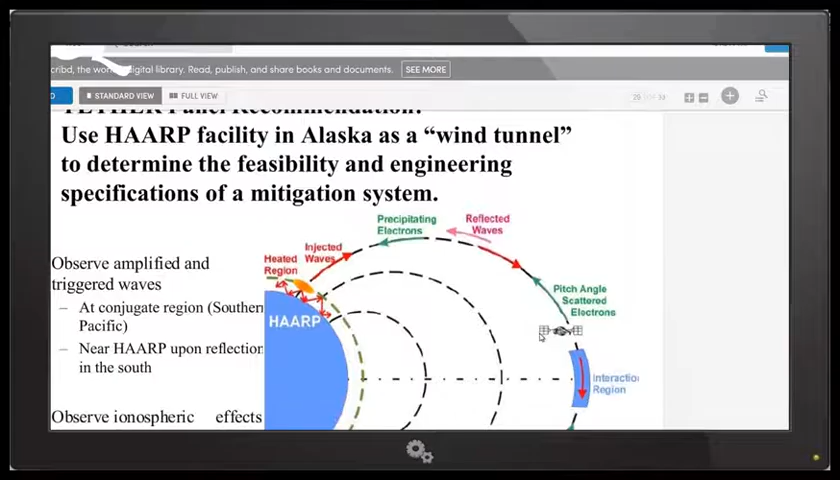 cribd, the wor digital library. Read, publish, and share books and documents. SEE MORE
STANDARD VIEW FULL VIEW
TETHER Panel Recommendation:
Use HAARP facility in Alaska as a “wind tunnel”
to determine the feasibility and engineering
specifications of a mitigation system.
Precipitating
Electrons
Reflected
Waves
Injected
Waves
Heated
Region
Observe amplified and
triggered waves
– At conjugate region (Southern
Pacific)
– Near HAARP upon reflection
in the south
HAARP
Pitch Angle
Scattered
Electrons
Interaction
Region
Observe ionospheric effects